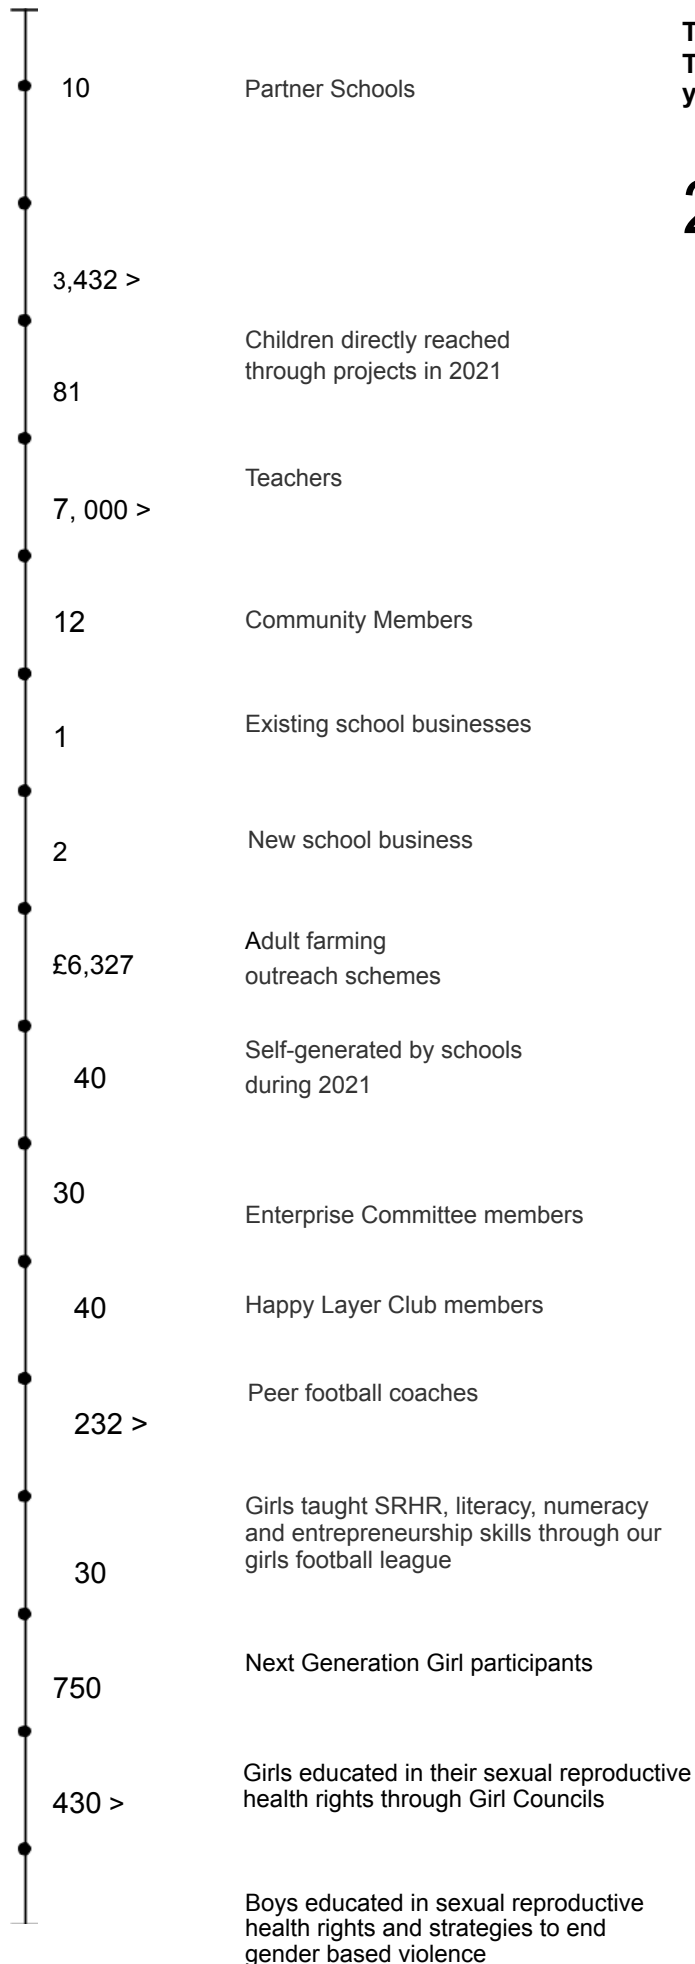 10 Partner Schools
3,432 >
Children directly reached
through projects in 2021
81
Teachers
7, 000 >
12 Community Members
1 Existing school businesses
2 New school business
Adult farming
£6,327
outreach schemes
Self-generated by schools
40
during 2021
30
Enterprise Committee members
40 Happy Layer Club members
Peer football coaches
232 >
Girls taught SRHR, literacy, numeracy
and entrepreneurship skills through our
girls football league
30
Next Generation Girl participants
750
Girls educated in their sexual reproductive
health rights through Girl Councils
430 >
Boys educated in sexual reproductive
health rights and strategies to end
gender based violence